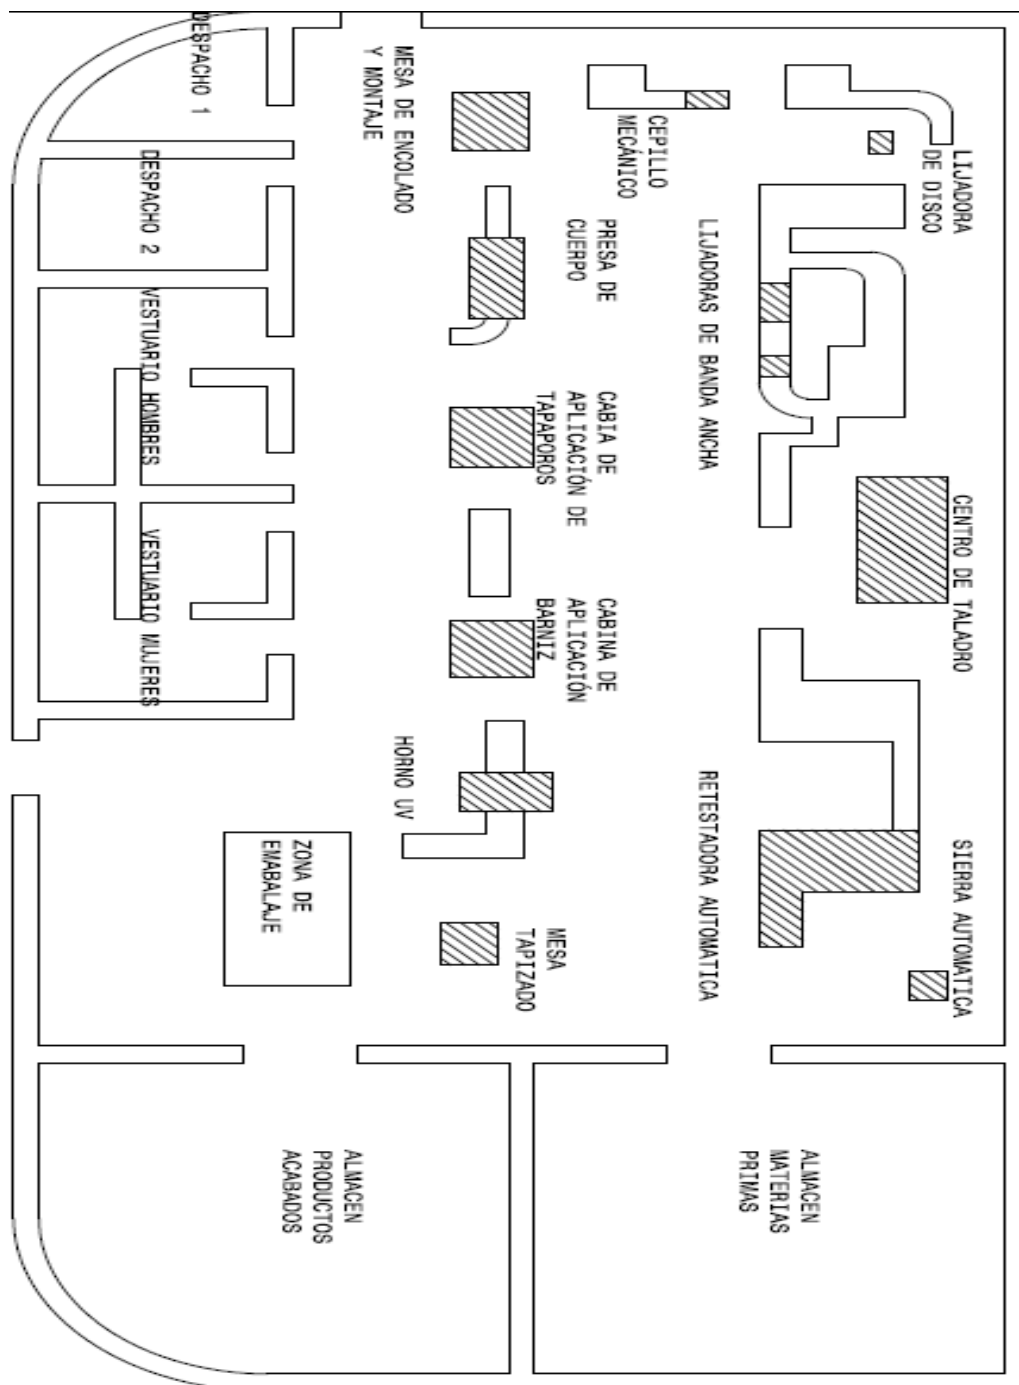 LIJADORA
DE DISCO
CENTRO DE TALADRO
SIERRA AUTOMATICA
ALMACEN
MATERIAS
PRIMAS
LIJADORAS DE BANDA ANCHA
RETESTADORA AUTOMATICA
CEPILLO
MECÁNICO
PRESA DE
CUERPO
CABIA DE
APLICACIÓN DE
TAPAPOROS
CABINA DE
APLICACIÓN
BARNIZ
MESA
TAPIZADO
MESA DE ENCOLADO
Y MONTAJE
HORNO UV
ZONA DE
EMABALAJE
ALMACEN
PRODUCTOS
ACABADOS
DESPACHO 1
DESPACHO 2
VESTUARIO HOMBRES
VESTUARIO MUJERES